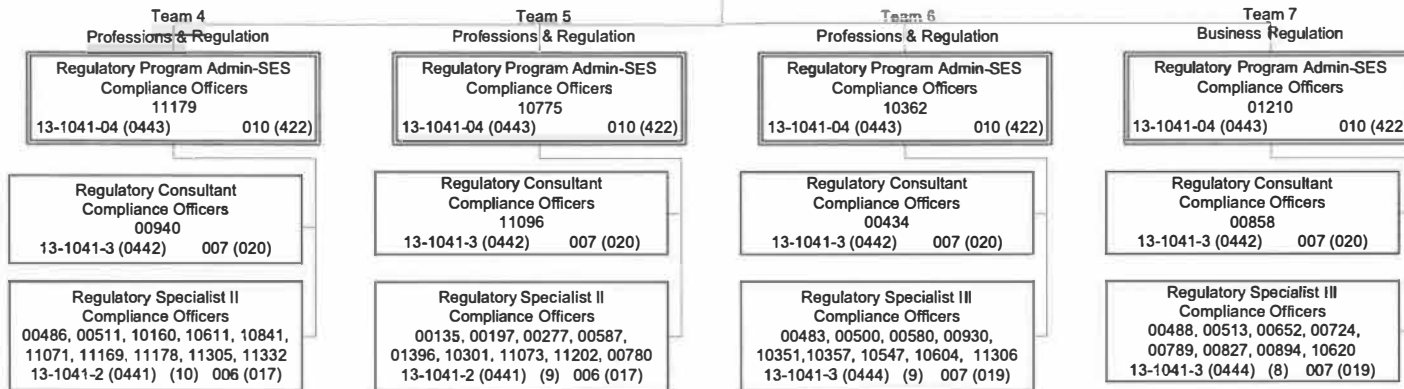 Team 4
Professions & Regulation
Regulatory Program Admin-SES
Compliance Officers
11179
13-1041-04 (0443) 010 (422)
Regulatory Consultant
Compliance Officers
00940
13-1041-3 (0442) 007 (020)
Regulatory Specialist II
Compliance Officers
00486, 00511, 10160, 10611, 10841,
11071, 11169, 11178, 11305, 11332
13-1041-2 (0441) (10) 006 (017)
Team 5
Professions & Regulation
Regulatory Program Admin-SES
Compliance Officers
10775
13-1041-04 (0443) 010 (422)
Regulatory Consultant
Compliance Officers
11096
13-1041-3 (0442) 007 (020)
Regulatory Specialist II
Compliance Officers
00135, 00197, 00277, 00587,
01396, 10301, 11073, 11202, 00780
13-1041-2 (0441) (9) 006 (017)
Team 6
Professions & Regulation
Regulatory Program Admin-SES
Compliance Officers
10362
13-1041-04 (0443) 010 (422)
Regulatory Consultant
Compliance Officers
00434
13-1041-3 (0442) 007 (020)
Regulatory Specialist III
Compliance Officers
00483, 00500, 00580, 00930,
10351,10357, 10547, 10604, 11306
13-1041-3 (0444) (9) 007 (019)
Team 7
Business Regulation
Regulatory Program Admin-SES
Compliance Officers
01210
13-1041-04 (0443) 010 (422
Regulatory Consultant
Compliance Officers
00858
13-1041-3 (0442) 007 (020)
Regulatory Specialist III
Compliance Officers
00488, 00513, 00652, 00724,
00789, 00827, 00894, 10620
13-1041-3 (0444) (8) 007 (019)